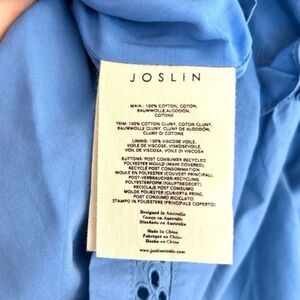 JOSLIN
MAIN: 100% COTTON, COTON,
BAUMWOLLE, ALGODÓN,
COTONE
TRIM: 100% COTTON CLUNY, COTON CLUNY,
BAUMWOLLE CLUNY, CLUNY DE ALGODÓN,
CLUNY DI COTONE
LINING: 100% VISCOSE VOILE,
VOILE DE VISCOSE, VISKOSEVOILE,
VOIL DE VISCOSA, VOILE DI VISCOSA
BUTTONS: POST CONSUMER RECYCLED
POLYESTER MOULD (MAIN COVERED),
RECYCLÉ POST CONSOMMATION
MOULE EN POLYESTER (COUVERT PRINCIPAL),
POST-VERBRAUCHER-RECYCLING
POLYESTERFORM (HAUPTBEDECKT),
RECICLAJE POST CONSUMO
MOLDE POLIESTER (CUBIERTA PRINCIPAL),
POST CONSUMO RICICLATO
STAMPO IN POLIESTERE (PRINCIPALE COPERTO)
Designed in Australia
Conçu en Australie
Diseñado en Australia
Made in China
Fabriqué en Chine
Hecho en China
www.joslinstudio.com